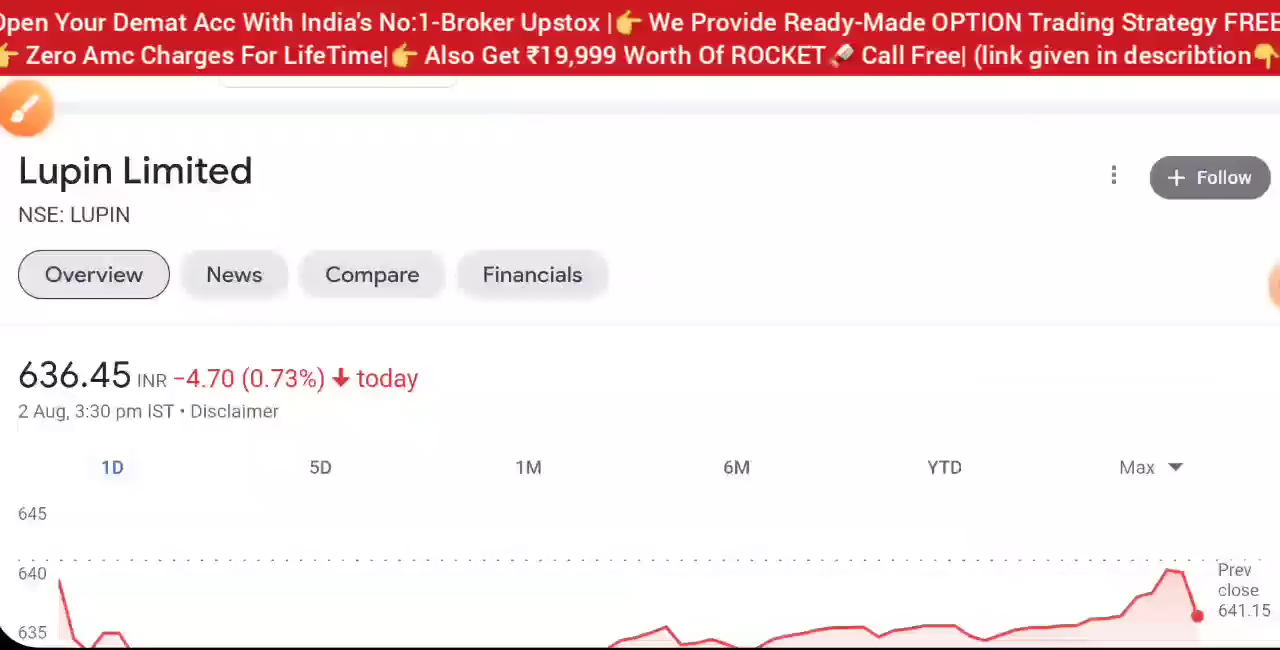 Open Your Demat Acc With India's No:1-Broker Upstox |👉 We Provide Ready-Made OPTION Trading Strategy FREE
👉 Zero Amc Charges For LifeTime|👉 Also Get ₹19,999 Worth Of ROCKET🚀 Call Free| (link given in describtion👇
Lupin Limited
+ Follow
NSE: LUPIN
Overview News Compare Financials
636.45 INR −4.70 (0.73%) ↓ today
2 Aug, 3:30 pm IST • Disclaimer
1D 5D 1M 6M YTD Max
645
640
635
Prev
close
641.15